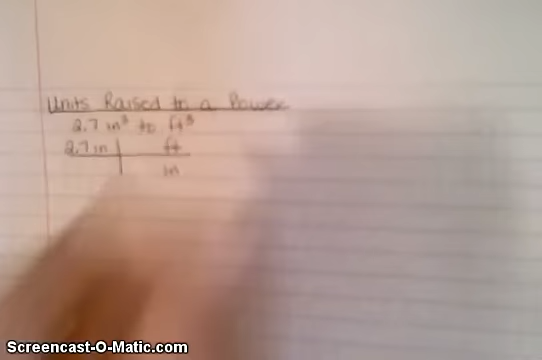 Units Raised to a Power
2.7 in³ to ft³
2.7 in | ft
in
Screencast-O-Matic.com